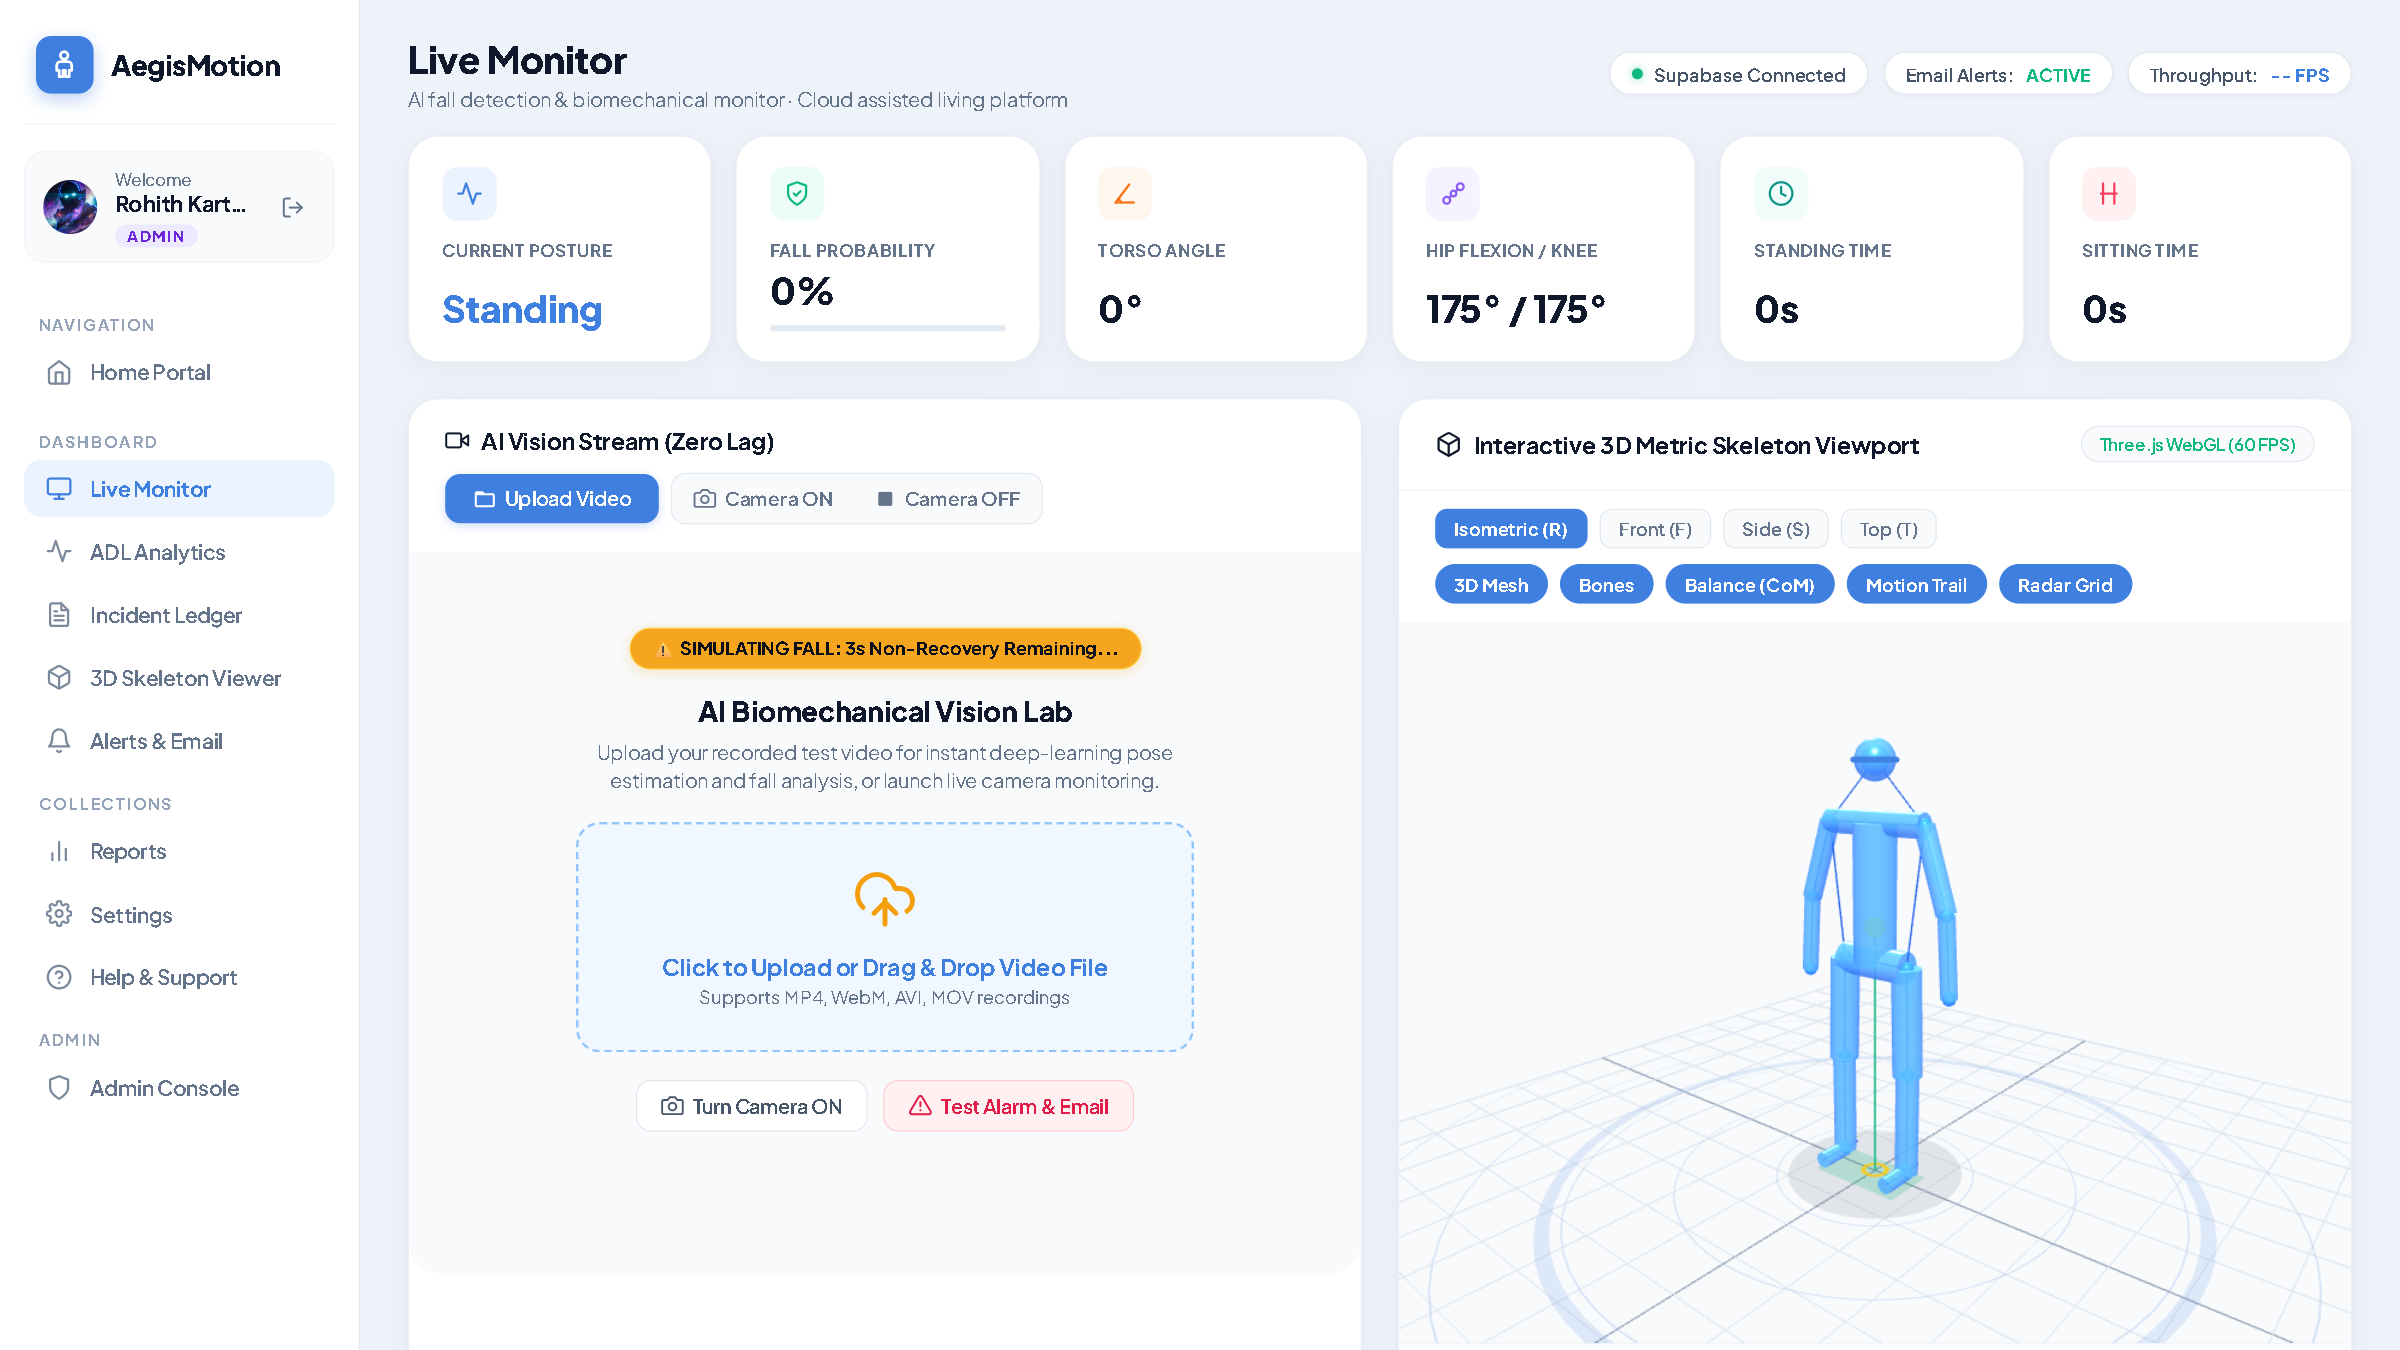 AegisMotion
Welcome
Rohith Kart...
ADMIN
NAVIGATION
Home Portal
DASHBOARD
Live Monitor
ADL Analytics
Incident Ledger
3D Skeleton Viewer
Alerts & Email
COLLECTIONS
Reports
Settings
Help & Support
ADMIN
Admin Console
Live Monitor
AI fall detection & biomechanical monitor · Cloud assisted living platform
Supabase Connected
Email Alerts: ACTIVE
Throughput: -- FPS
CURRENT POSTURE
Standing
FALL PROBABILITY
0%
TORSO ANGLE
0°
HIP FLEXION / KNEE
175° / 175°
STANDING TIME
0s
SITTING TIME
0s
AI Vision Stream (Zero Lag)
Upload Video
Camera ON
Camera OFF
⚠️ SIMULATING FALL: 3s Non-Recovery Remaining...
AI Biomechanical Vision Lab
Upload your recorded test video for instant deep-learning pose
estimation and fall analysis, or launch live camera monitoring.
Click to Upload or Drag & Drop Video File
Supports MP4, WebM, AVI, MOV recordings
Turn Camera ON
Test Alarm & Email
Interactive 3D Metric Skeleton Viewport
Three.js WebGL (60 FPS)
Isometric (R)
Front (F)
Side (S)
Top (T)
3D Mesh
Bones
Balance (CoM)
Motion Trail
Radar Grid